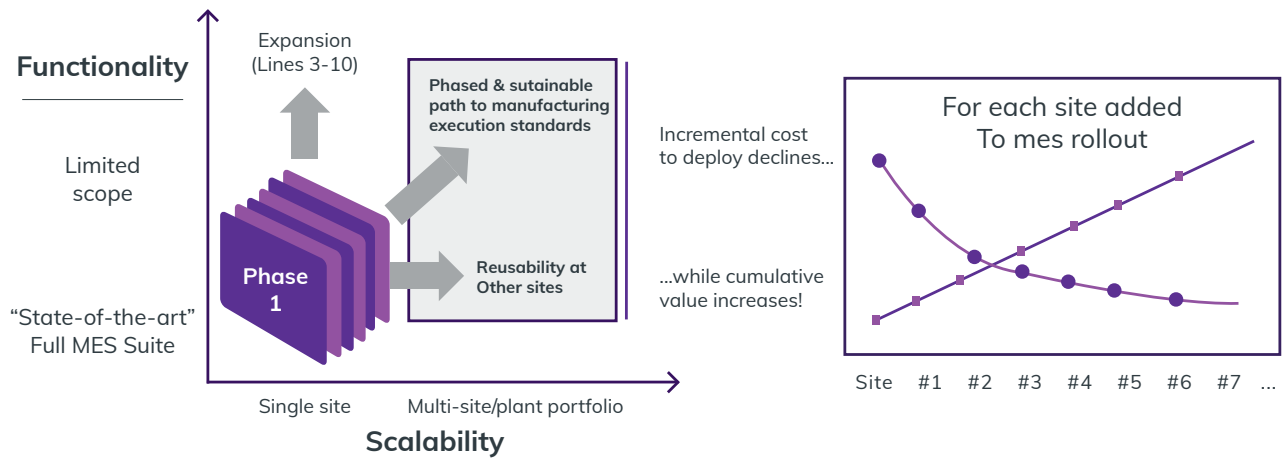 Functionality
Limited
scope
“State-of-the-art”
Full MES Suite
Expansion
(Lines 3-10)
Phase
1
Phased & sutainable
path to manufacturing
execution standards
Reusability at
Other sites
Single site
Multi-site/plant portfolio
Scalability
Incremental cost
to deploy declines...
...while cumulative
value increases!
For each site added
To mes rollout
Site #1 #2 #3 #4 #5 #6 #7 ...